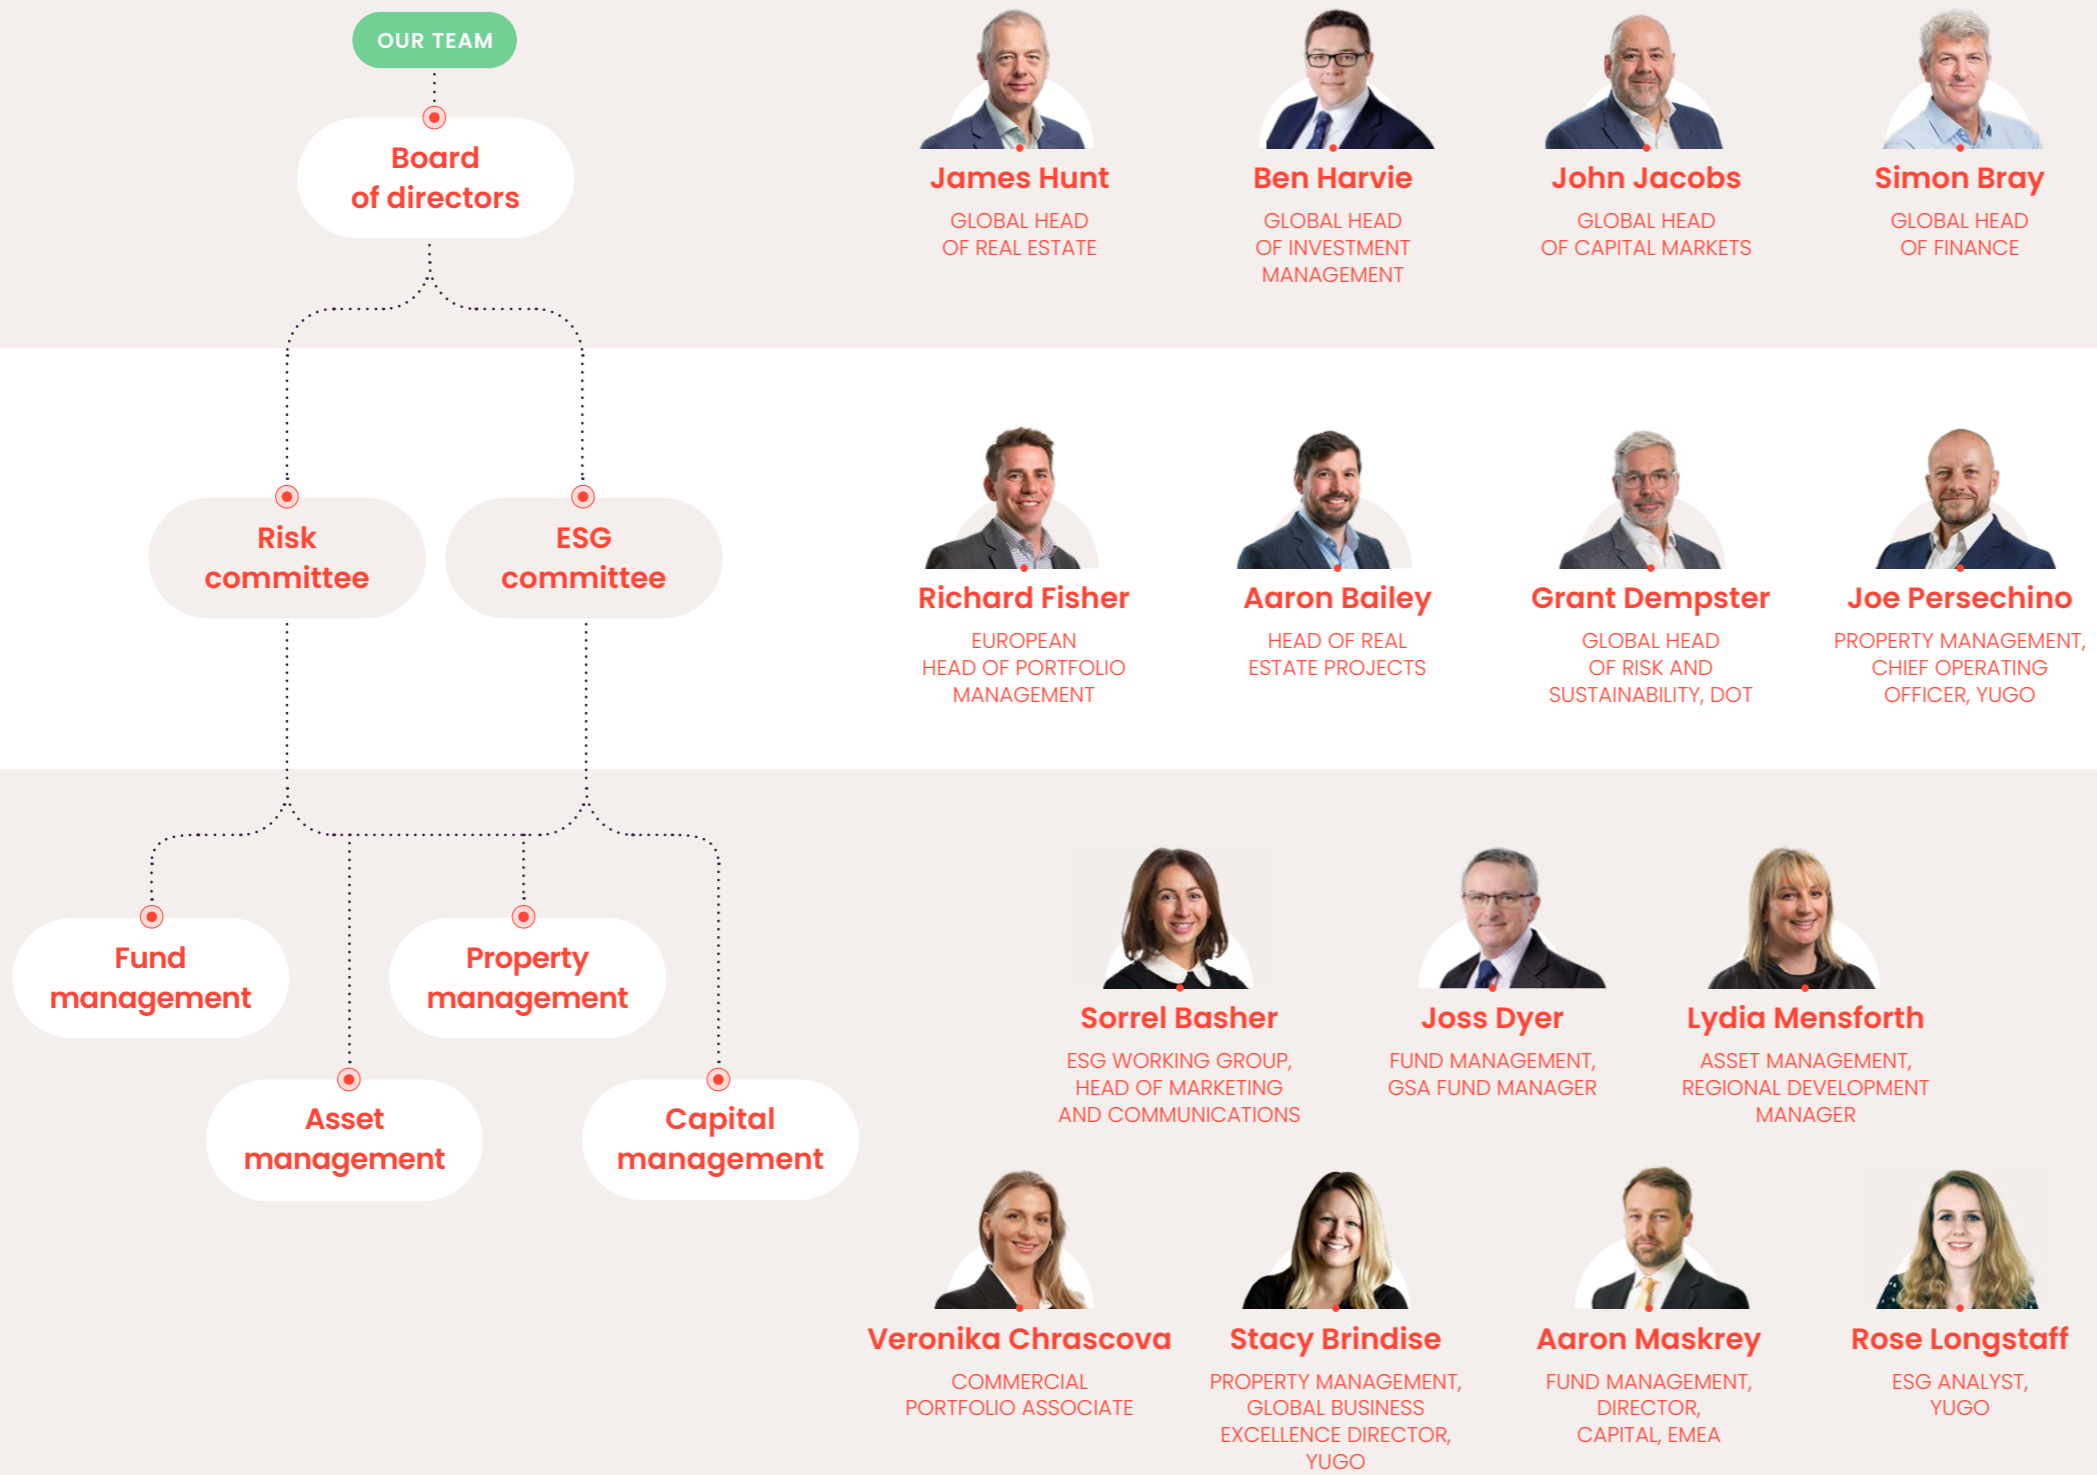 OUR TEAM
Board
of directors
James Hunt
GLOBAL HEAD
OF REAL ESTATE
Ben Harvie
GLOBAL HEAD
OF INVESTMENT
MANAGEMENT
John Jacobs
GLOBAL HEAD
OF CAPITAL MARKETS
Simon Bray
GLOBAL HEAD
OF FINANCE
Risk
committee
ESG
committee
Richard Fisher
EUROPEAN
HEAD OF PORTFOLIO
MANAGEMENT
Aaron Bailey
HEAD OF REAL
ESTATE PROJECTS
Grant Dempster
GLOBAL HEAD
OF RISK AND
SUSTAINABILITY, DOT
Joe Persechino
PROPERTY MANAGEMENT,
CHIEF OPERATING
OFFICER, YUGO
Fund
management
Property
management
Asset
management
Capital
management
Sorrel Basher
ESG WORKING GROUP,
HEAD OF MARKETING
AND COMMUNICATIONS
Joss Dyer
FUND MANAGEMENT,
GSA FUND MANAGER
Lydia Mensforth
ASSET MANAGEMENT,
REGIONAL DEVELOPMENT
MANAGER
Veronika Chrascova
COMMERCIAL
PORTFOLIO ASSOCIATE
Stacy Brindise
PROPERTY MANAGEMENT,
GLOBAL BUSINESS
EXCELLENCE DIRECTOR,
YUGO
Aaron Maskrey
FUND MANAGEMENT,
DIRECTOR,
CAPITAL, EMEA
Rose Longstaff
ESG ANALYST,
YUGO